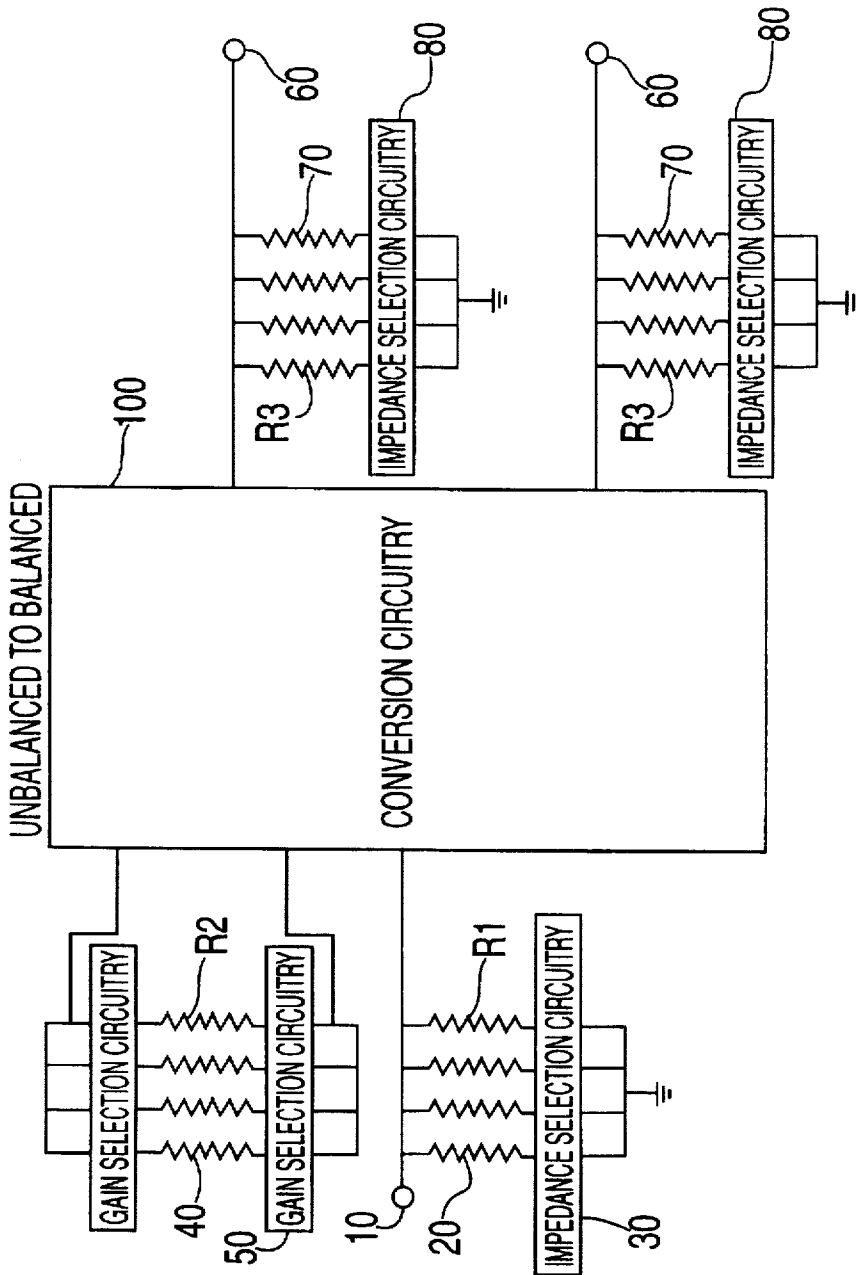 UNBALANCED TO BALANCED
100
CONVERSION CIRCUITRY
GAIN SELECTION CIRCUITRY
R2
40
GAIN SELECTION CIRCUITRY
50
10
R1
20
IMPEDANCE SELECTION CIRCUITRY
30
60
70
R3
IMPEDANCE SELECTION CIRCUITRY
80
60
70
R3
IMPEDANCE SELECTION CIRCUITRY
80